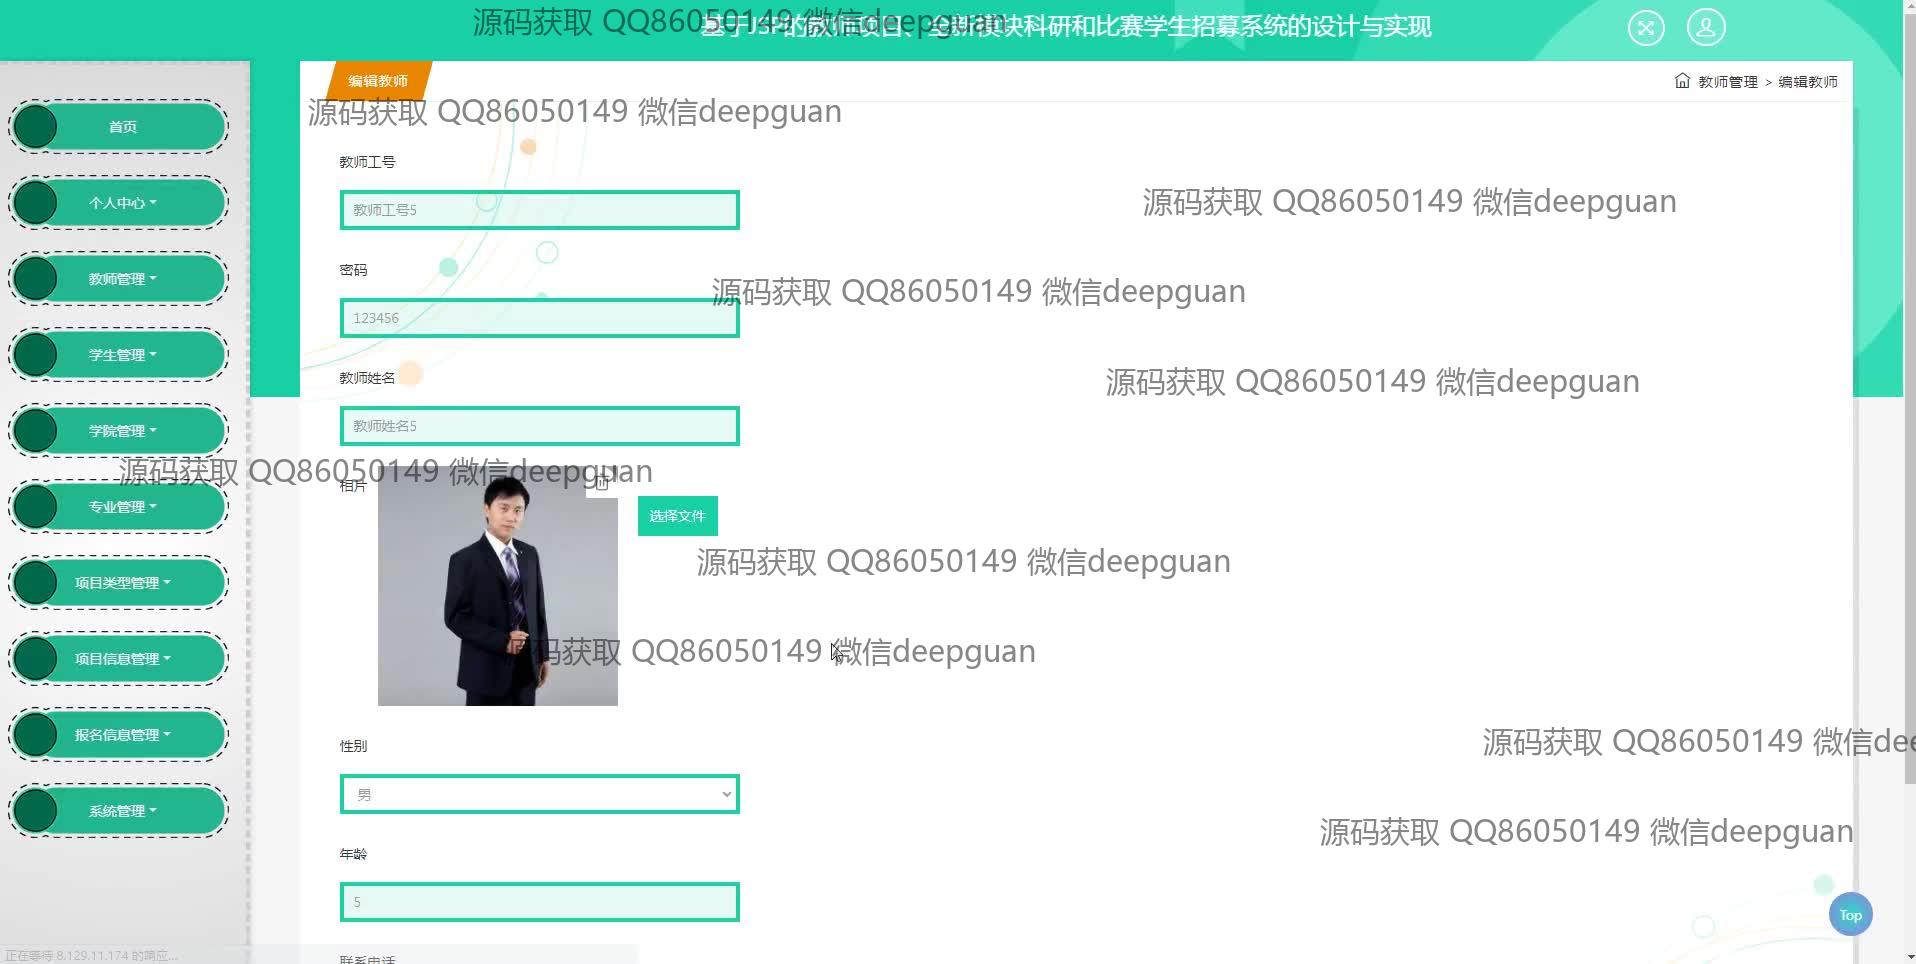 基于JSP的教师项目、全新模块科研和比赛学生招募系统的设计与实现
源码获取 QQ86050149 微信deepguan
编辑教师
教师管理 > 编辑教师
源码获取 QQ86050149 微信deepguan
首页
教师工号
教师工号5
源码获取 QQ86050149 微信deepguan
个人中心
密码
教师管理
源码获取 QQ86050149 微信deepguan
123456
学生管理
教师姓名
源码获取 QQ86050149 微信deepguan
教师姓名5
学院管理
源码获取 QQ86050149 微信deepguan
相片
专业管理
选择文件
源码获取 QQ86050149 微信deepguan
项目类型管理
源码获取 QQ86050149 微信deepguan
项目信息管理
报名信息管理
源码获取 QQ86050149 微信dee
性别
男
系统管理
源码获取 QQ86050149 微信deepguan
年龄
5
Top
正在等待 8.129.11.174 的响应...
联系电话